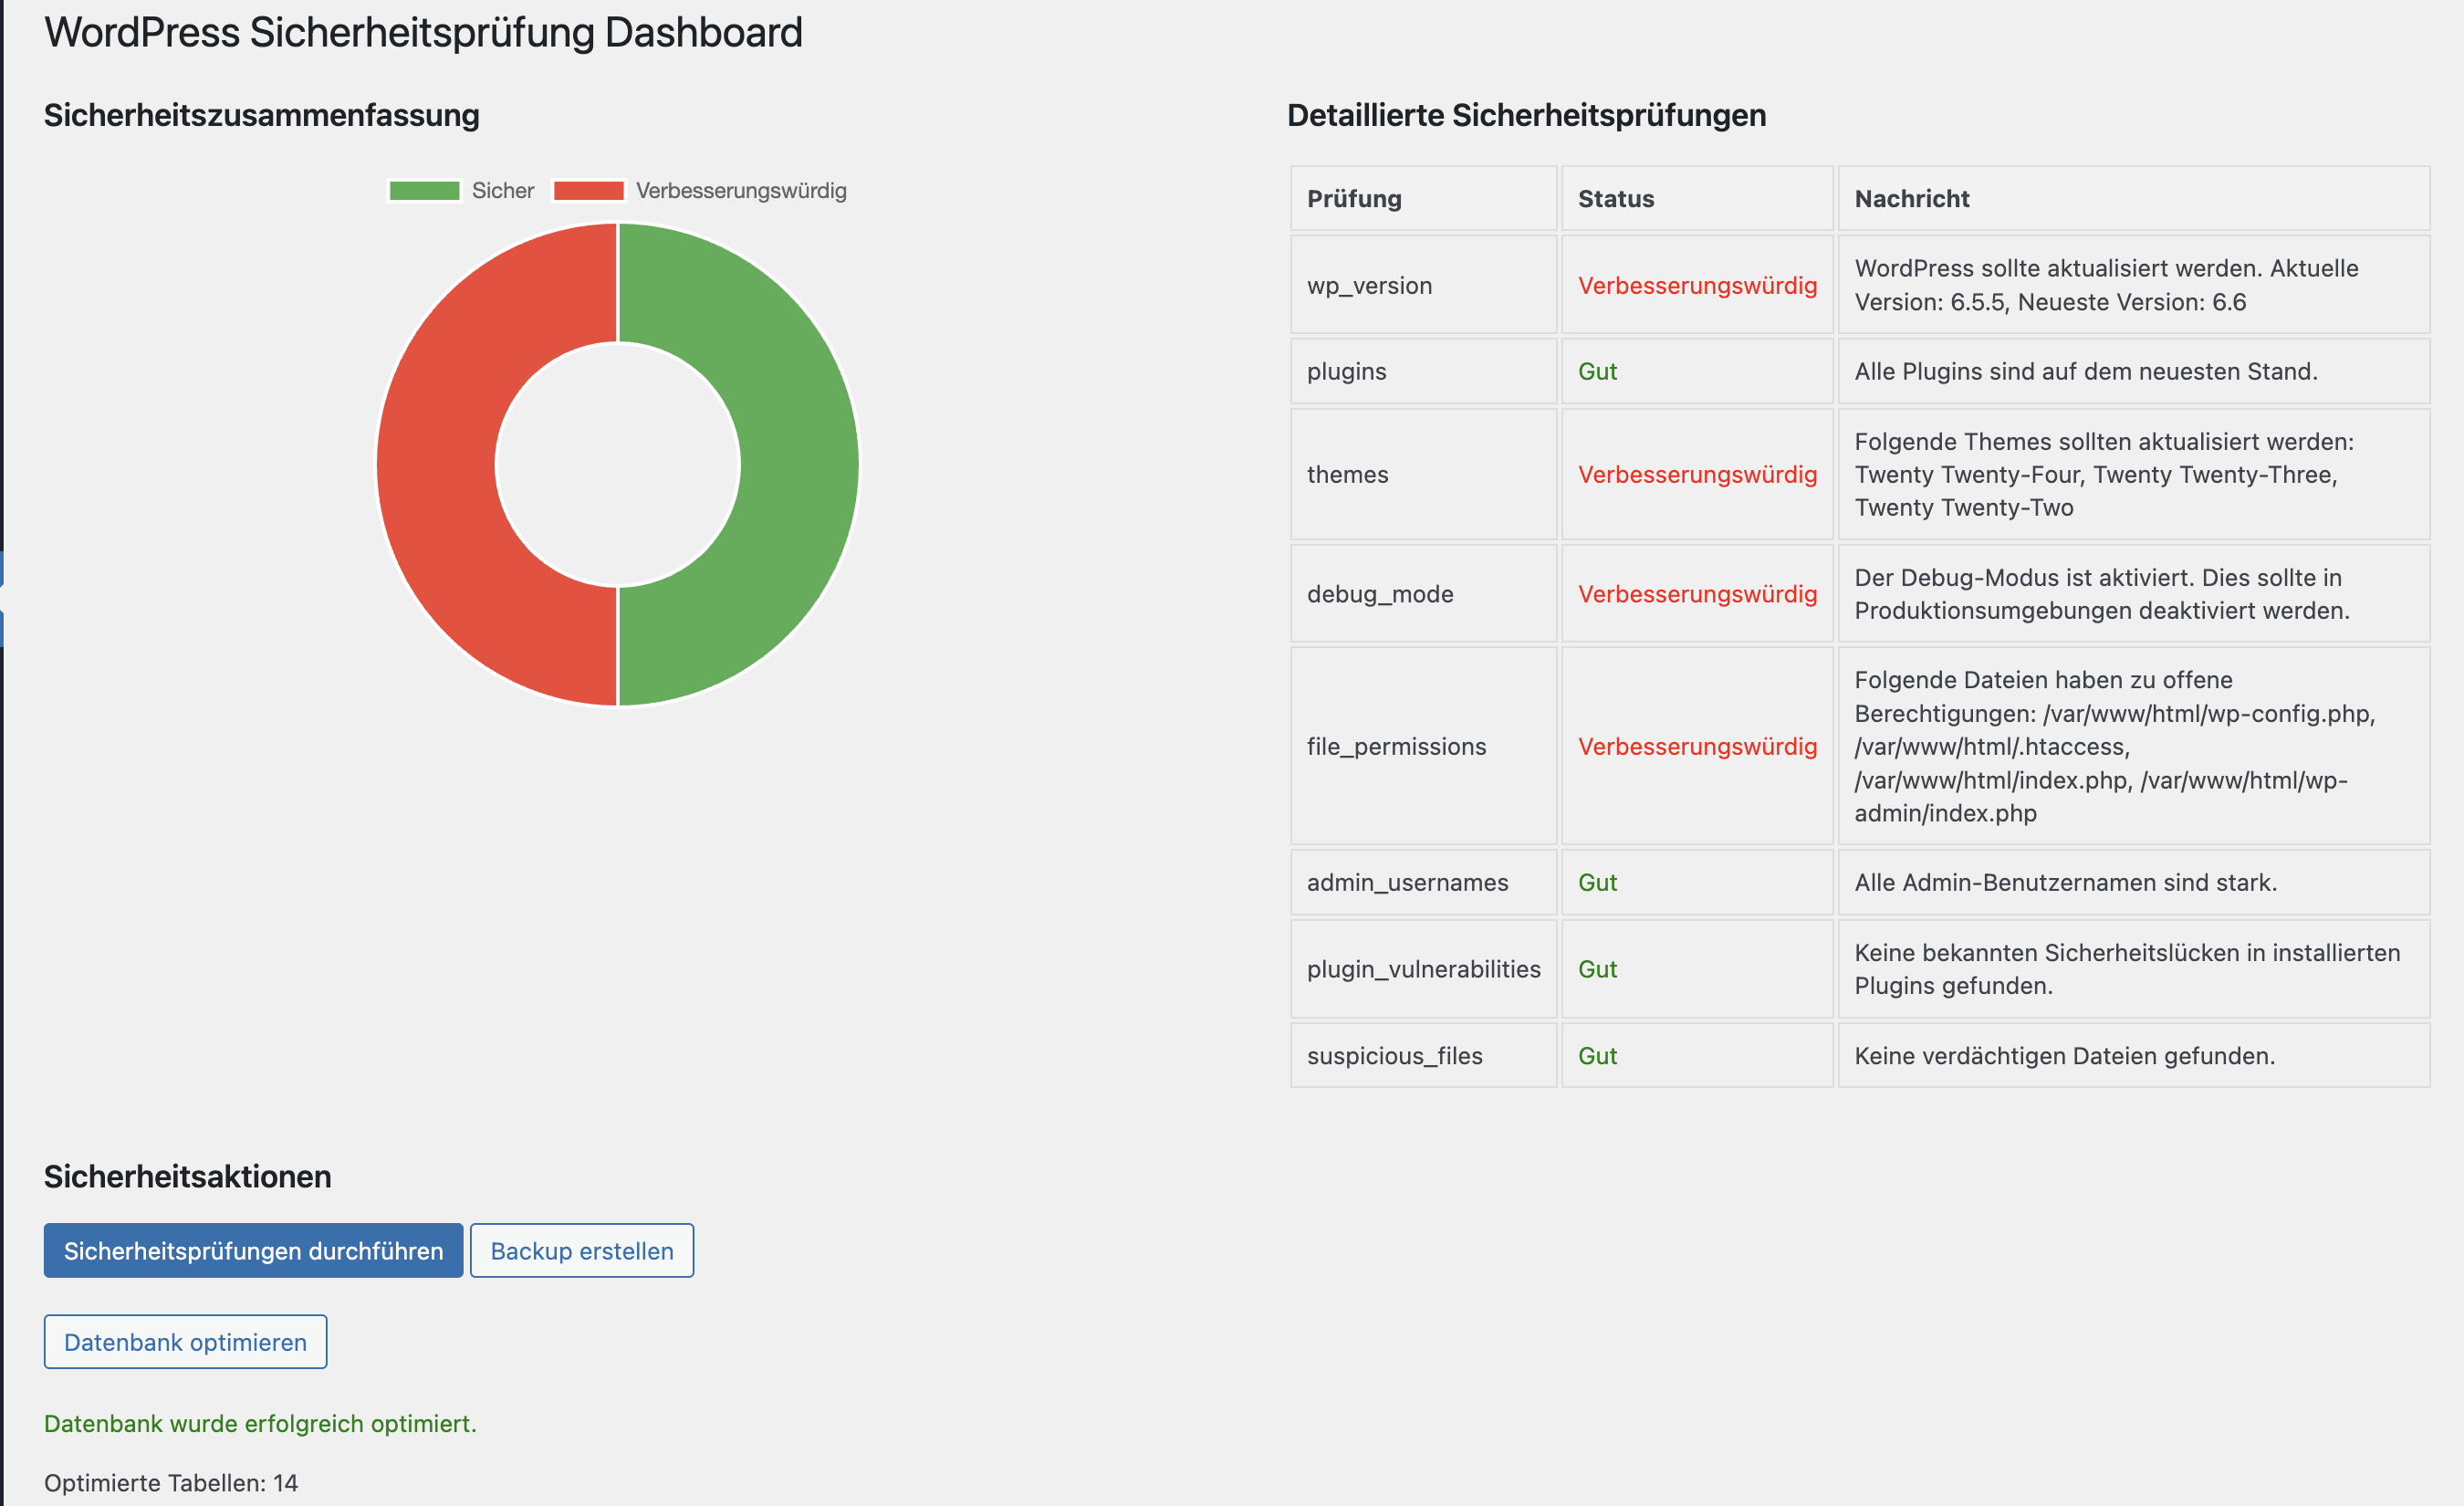 WordPress Sicherheitsprüfung Dashboard
Sicherheitszusammenfassung
Sicher
Verbesserungswürdig
Detaillierte Sicherheitsprüfungen
Prüfung Status Nachricht
wp_version Verbesserungswürdig WordPress sollte aktualisiert werden. Aktuelle
Version: 6.5.5, Neueste Version: 6.6
plugins Gut Alle Plugins sind auf dem neuesten Stand.
themes Verbesserungswürdig Folgende Themes sollten aktualisiert werden:
Twenty Twenty-Four, Twenty Twenty-Three,
Twenty Twenty-Two
debug_mode Verbesserungswürdig Der Debug-Modus ist aktiviert. Dies sollte in
Produktionsumgebungen deaktiviert werden.
file_permissions Verbesserungswürdig Folgende Dateien haben zu offene
Berechtigungen: /var/www/html/wp-config.php,
/var/www/html/.htaccess,
/var/www/html/index.php, /var/www/html/wp-
admin/index.php
admin_usernames Gut Alle Admin-Benutzernamen sind stark.
plugin_vulnerabilities Gut Keine bekannten Sicherheitslücken in installierten
Plugins gefunden.
suspicious_files Gut Keine verdächtigen Dateien gefunden.
Sicherheitsaktionen
Sicherheitsprüfungen durchführen
Backup erstellen
Datenbank optimieren
Datenbank wurde erfolgreich optimiert.
Optimierte Tabellen: 14